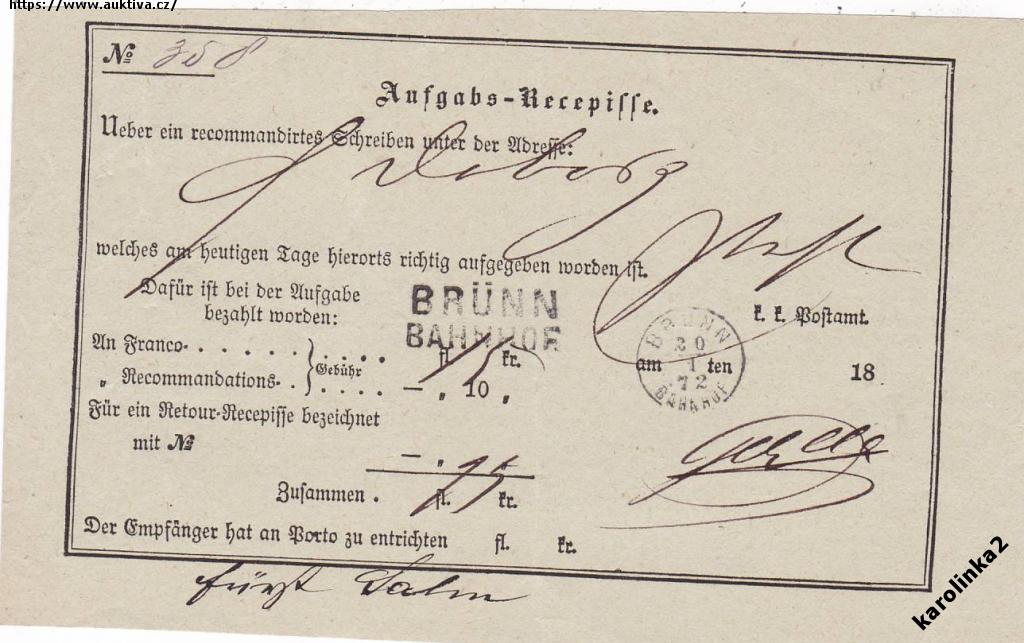 https://www.auktiva.cz/
№ 358
Aufgabs-Recepisse.
Ueber ein recommandirtes Schreiben unter der Adresse:
welches am heutigen Tage hierorts richtig aufgegeben worden ist.
Dafür ist bei der Aufgabe
bezahlt worden:
BRÜNN
BAHNHOF
k. k. Postamt.
An Franco. . . . . . } . . . . fl. kr.
„ Recommandations. . } Gebühr . . . . — „ 10 „
BRÜNN
20
1
72
BAHNHOF
am ten 18
Für ein Retour-Recepisse bezeichnet
mit №
— „ „
Zusammen . fl. kr.
Der Empfänger hat an Porto zu entrichten fl. kr.
Fürst Salm
karolinka2